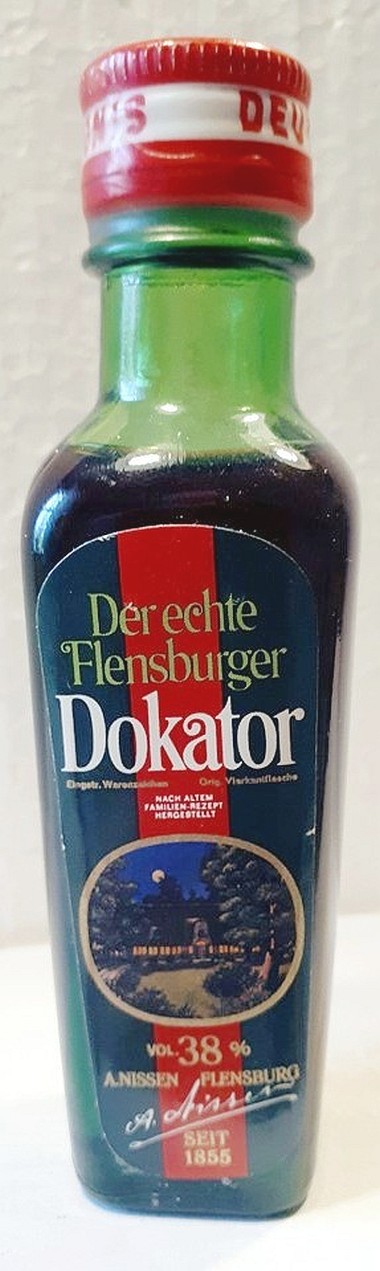 DEU
Der echte
Flensburger
Dokator
Eingetr. Warenzeichen Orig. Vierkantflasche
NACH ALTEM
FAMILIEN-REZEPT
HERGESTELLT
VOL. 38 %
A.NISSEN FLENSBURG
A. Nissen
SEIT
1855